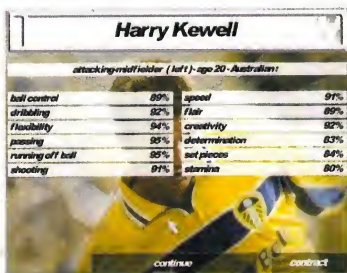 Harry Kewell
attacking-midfielder (left) - age 20 - Australian
ball control 89% speed 91%
dribbling 92% flair 89%
flexibility 94% creativity 92%
passing 95% determination 83%
running off ball 95% set pieces 84%
shooting 91% stamina 80%
continue contract